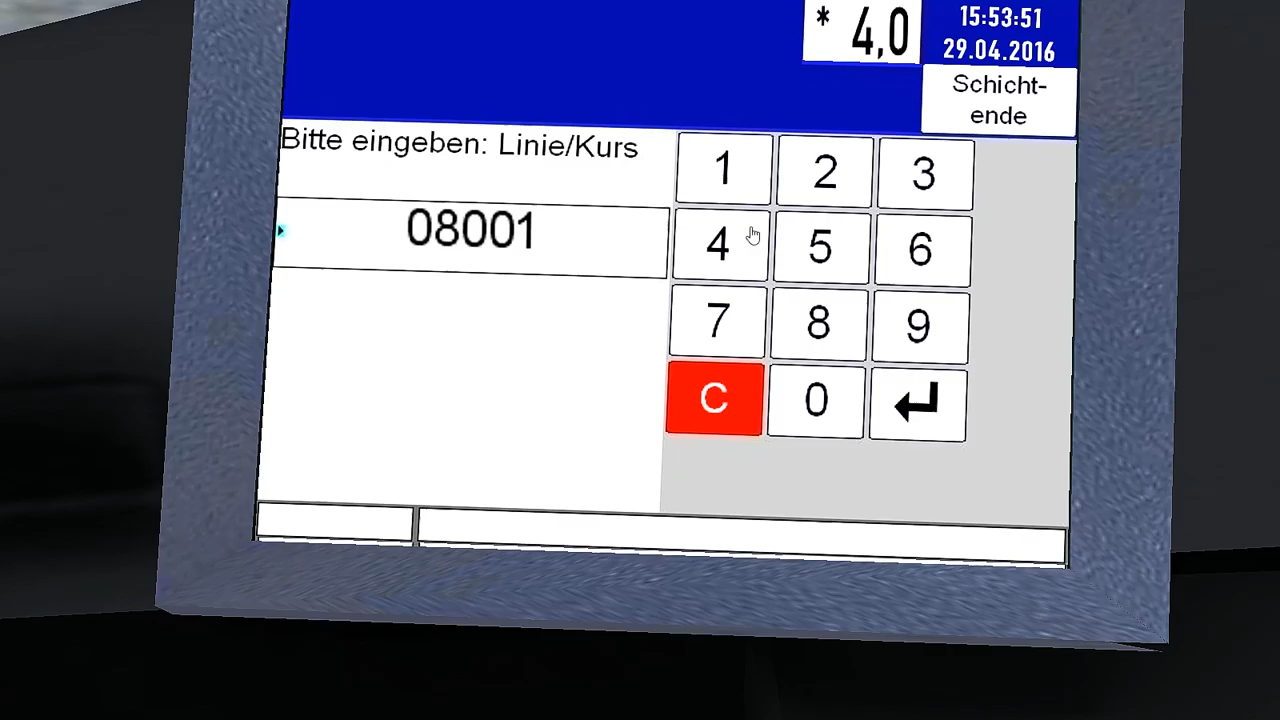 * 4,0
15:53:51
29.04.2016
Schicht-
ende
Bitte eingeben: Linie/Kurs
08001
1 2 3
4 5 6
7 8 9
C 0